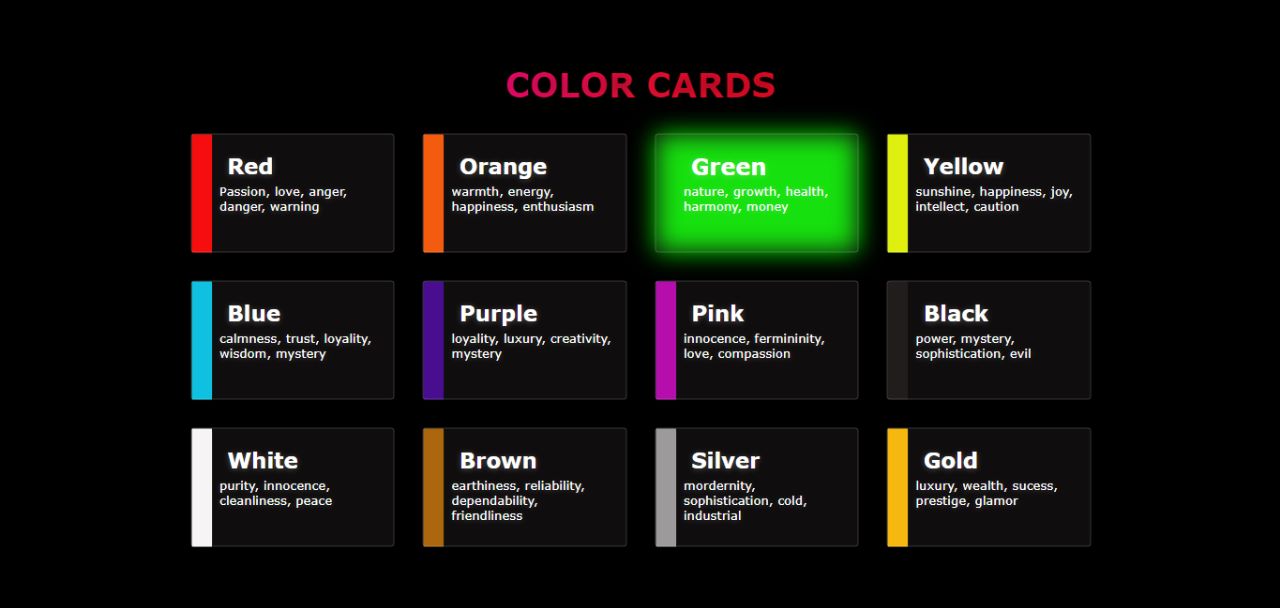 COLOR CARDS
Red
Passion, love, anger,
danger, warning
Orange
warmth, energy,
happiness, enthusiasm
Green
nature, growth, health,
harmony, money
Yellow
sunshine, happiness, joy,
intellect, caution
Blue
calmness, trust, loyality,
wisdom, mystery
Purple
loyality, luxury, creativity,
mystery
Pink
innocence, fermininity,
love, compassion
Black
power, mystery,
sophistication, evil
White
purity, innocence,
cleanliness, peace
Brown
earthiness, reliability,
dependability,
friendliness
Silver
mordernity,
sophistication, cold,
industrial
Gold
luxury, wealth, sucess,
prestige, glamor